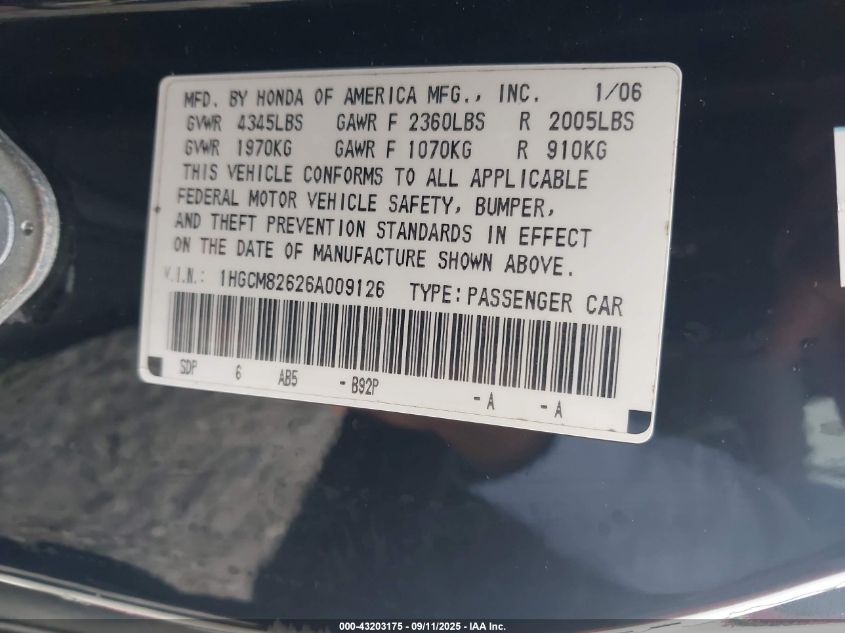 MFD. BY HONDA OF AMERICA MFG., INC. 1/06
GVWR 4345LBS GAWR F 2360LBS R 2005LBS
GVWR 1970KG GAWR F 1070KG R 910KG
THIS VEHICLE CONFORMS TO ALL APPLICABLE
FEDERAL MOTOR VEHICLE SAFETY, BUMPER,
AND THEFT PREVENTION STANDARDS IN EFFECT
ON THE DATE OF MANUFACTURE SHOWN ABOVE.
V.I.N.: 1HGCM82626A009126 TYPE:PASSENGER CAR
SDP 6 AB5 -B92P -A -A
000-43203175 - 09/11/2025 - IAA Inc.